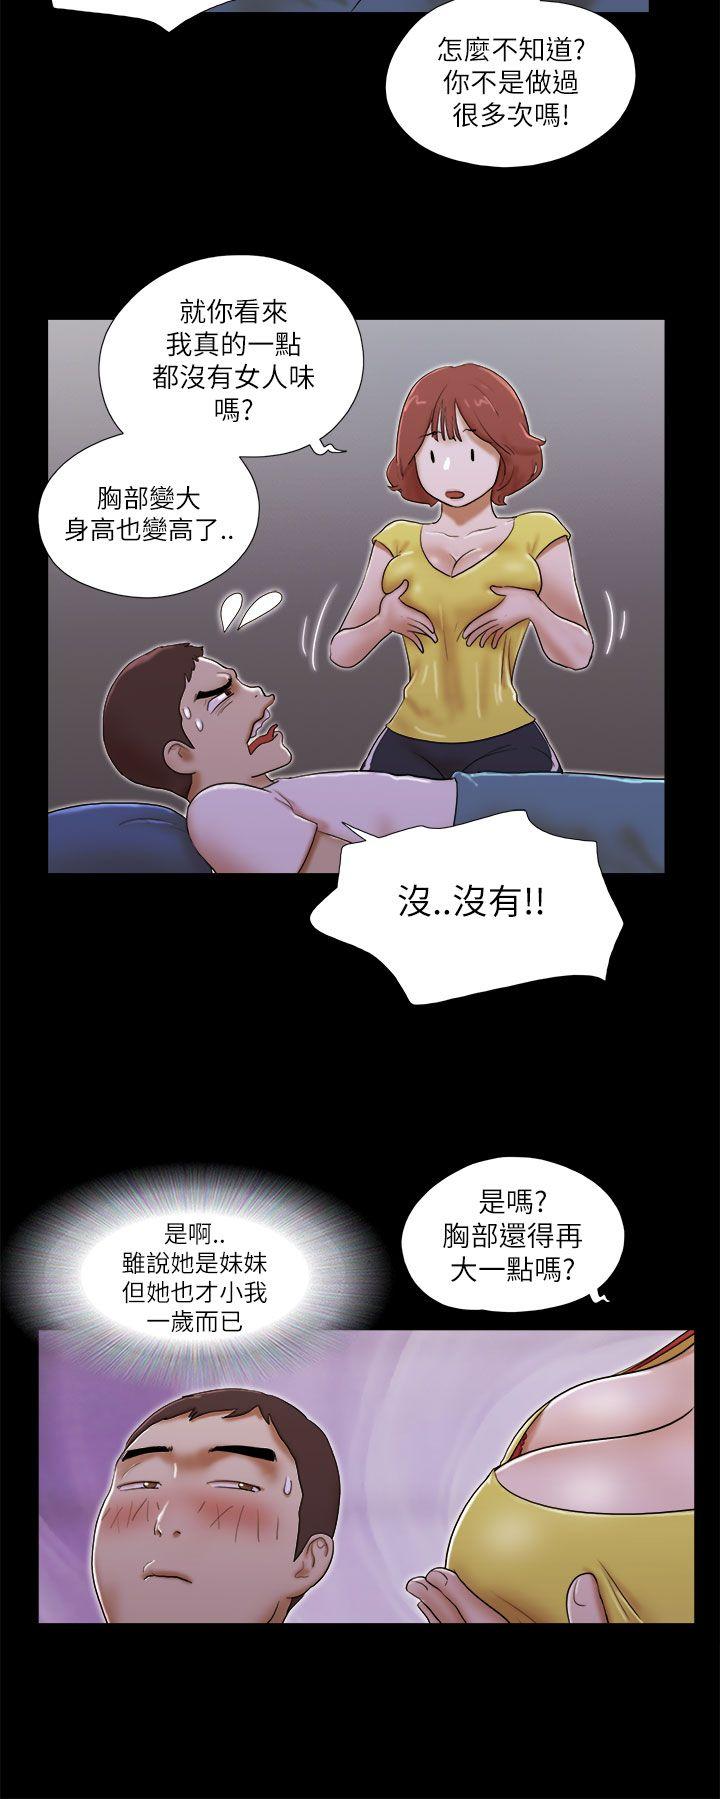 怎麼不知道?
你不是做過
很多次嗎!
就你看來
我真的一點
都沒有女人味
嗎?
胸部變大
身高也變高了..
沒..沒有!!
是嗎?
胸部還得再
大一點嗎?
是啊..
雖說她是妹妹
但她也才小我
一歲而已